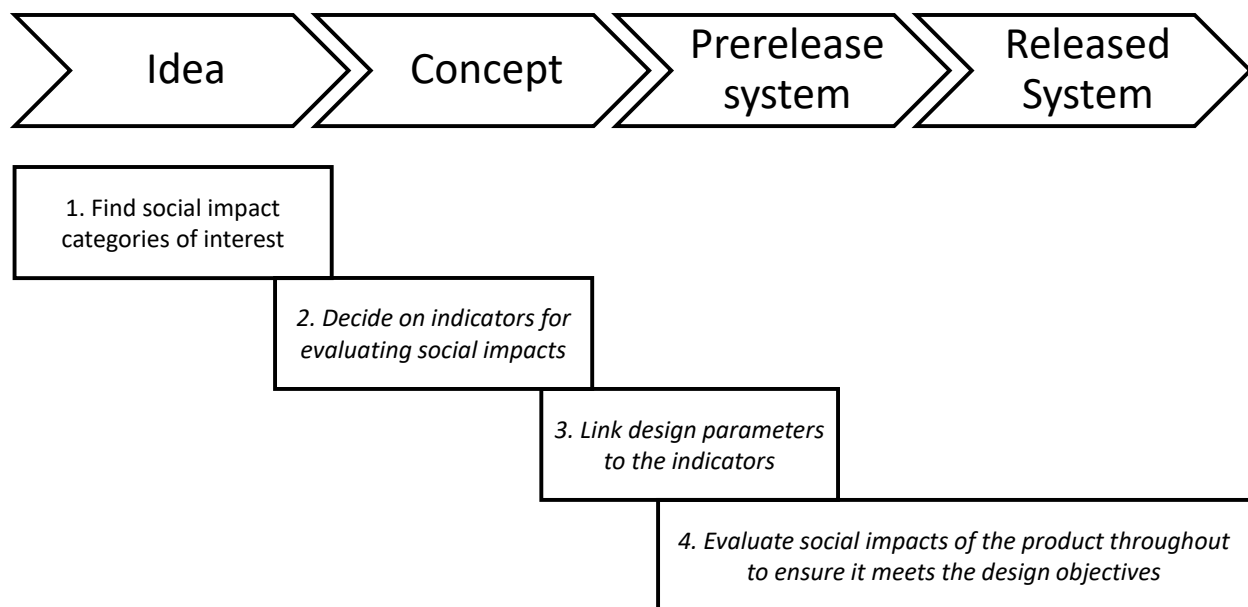 Idea
Concept
Prerelease
system
Released
System
1. Find social impact
categories of interest
2. Decide on indicators for
evaluating social impacts
3. Link design parameters
to the indicators
4. Evaluate social impacts of the product throughout
to ensure it meets the design objectives